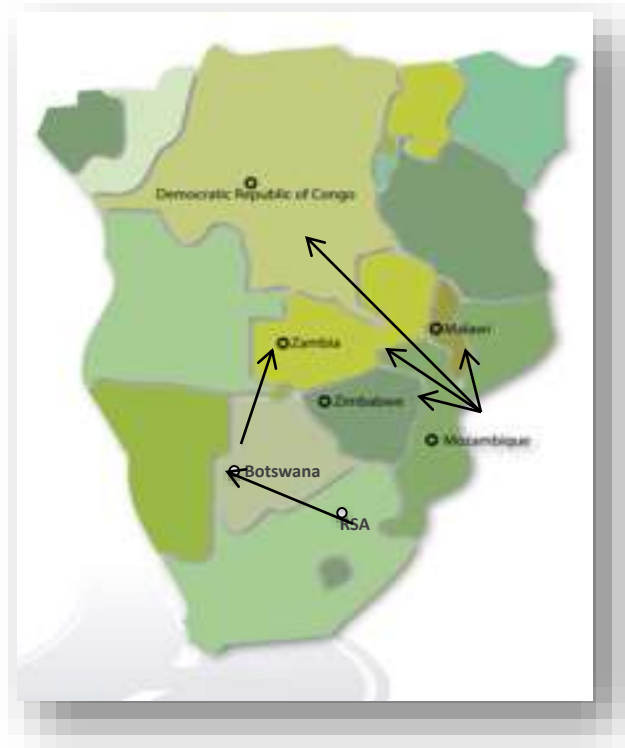 Democratic Republic of Congo
Malawi
Zambia
Zimbabwe
Mozambique
Botswana
RSA